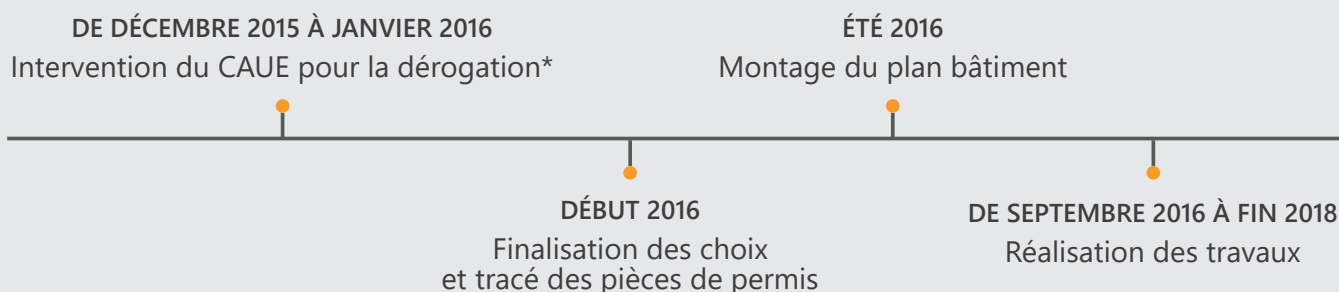 DE DÉCEMBRE 2015 À JANVIER 2016
Intervention du CAUE pour la dérogation*
ÉTÉ 2016
Montage du plan bâtiment
DÉBUT 2016
Finalisation des choix
et tracé des pièces de permis
DE SEPTEMBRE 2016 À FIN 2018
Réalisation des travaux